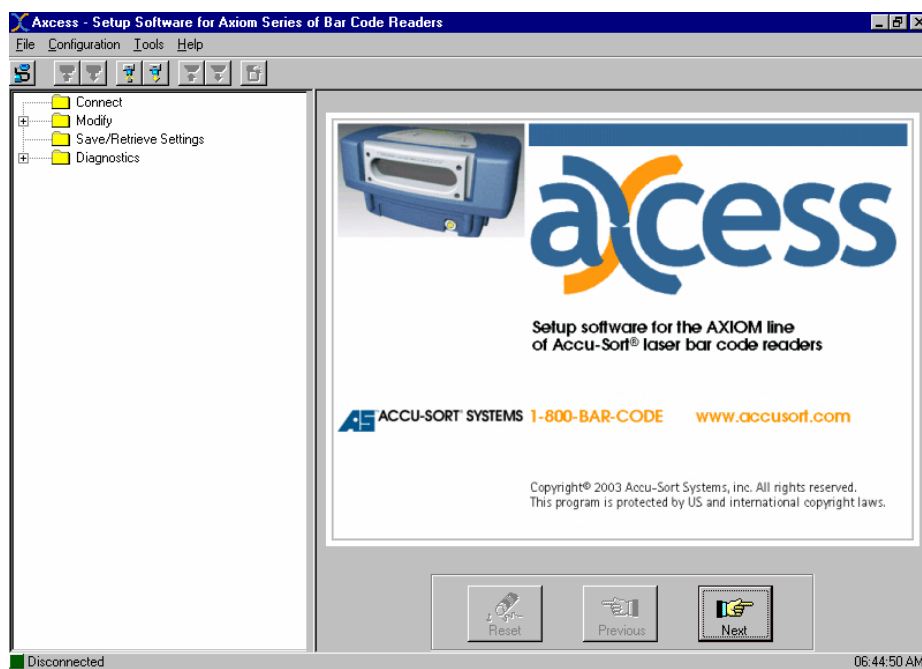 Axcess - Setup Software for Axiom Series of Bar Code Readers
File Configuration Tools Help
Connect
Modify
Save/Retrieve Settings
Diagnostics
axcess
Setup software for the AXIOM line
of Accu-Sort® laser bar code readers
AS ACCU-SORT® SYSTEMS 1-800-BAR-CODE www.accusort.com
Copyright© 2003 Accu-Sort Systems, inc. All rights reserved.
This program is protected by US and international copyright laws.
Reset Previous Next
Disconnected 06:44:50 AM